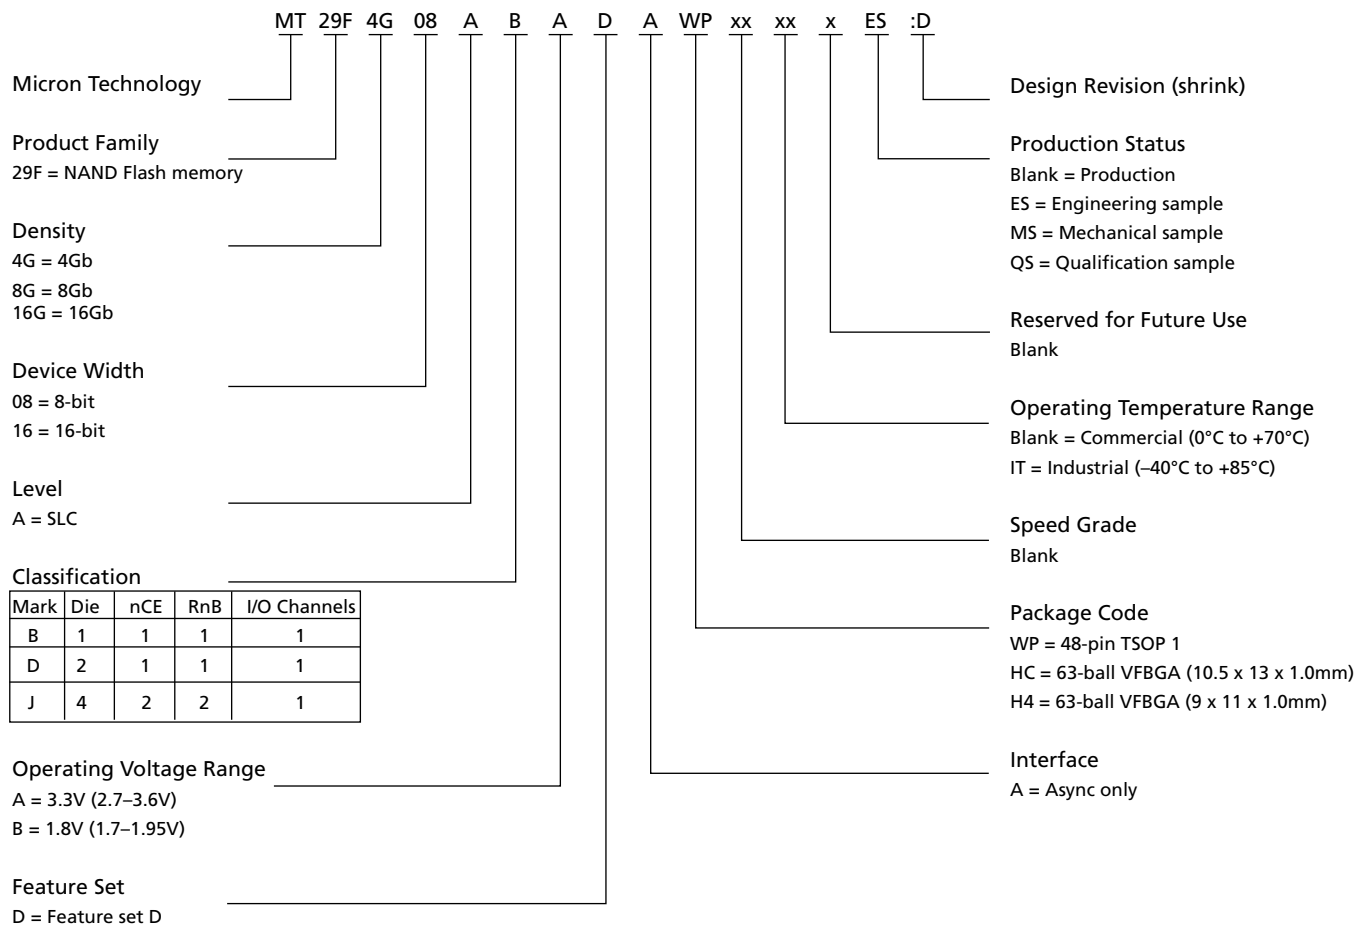 MT 29F 4G 08 A B A D A WP xx xx x ES :D
Micron Technology
Product Family
29F = NAND Flash memory
Density
4G = 4Gb
8G = 8Gb
16G = 16Gb
Device Width
08 = 8-bit
16 = 16-bit
Level
A = SLC
Classification
Mark Die nCE RnB I/O Channels
B 1 1 1 1
D 2 1 1 1
J 4 2 2 1
Operating Voltage Range
A = 3.3V (2.7–3.6V)
B = 1.8V (1.7–1.95V)
Feature Set
D = Feature set D
Design Revision (shrink)
Production Status
Blank = Production
ES = Engineering sample
MS = Mechanical sample
QS = Qualification sample
Reserved for Future Use
Blank
Operating Temperature Range
Blank = Commercial (0°C to +70°C)
IT = Industrial (–40°C to +85°C)
Speed Grade
Blank
Package Code
WP = 48-pin TSOP 1
HC = 63-ball VFBGA (10.5 x 13 x 1.0mm)
H4 = 63-ball VFBGA (9 x 11 x 1.0mm)
Interface
A = Async only